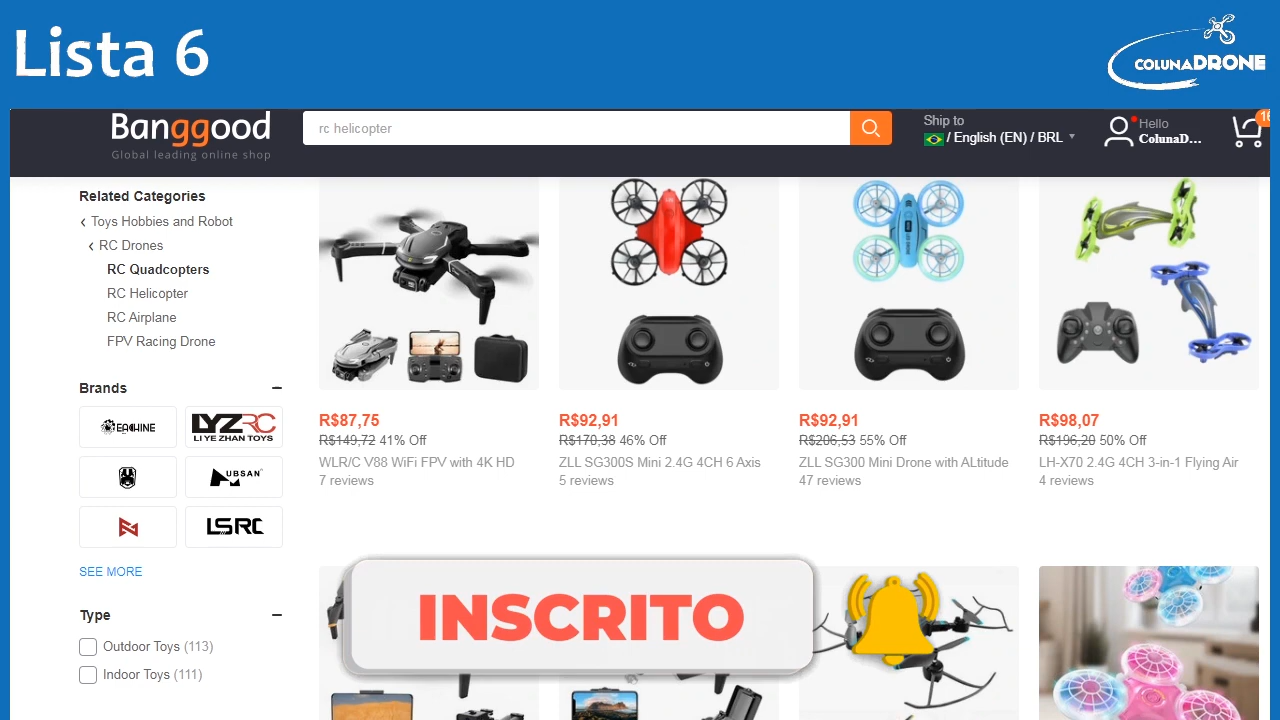 Lista 6
COLUNADRONE
Banggood
Global leading online shop
rc helicopter
Ship to
/ English (EN) / BRL
Hello
ColunaD...
16
Related Categories
Toys Hobbies and Robot
RC Drones
RC Quadcopters
RC Helicopter
RC Airplane
FPV Racing Drone
Brands
EACHINE
LYZRC
LI YE ZHAN TOYS
UBSAN
LSRC
SEE MORE
Type
Outdoor Toys (113)
Indoor Toys (111)
R$87,75
R$149,72 41% Off
WLR/C V88 WiFi FPV with 4K HD
7 reviews
R$92,91
R$170,38 46% Off
ZLL SG300S Mini 2.4G 4CH 6 Axis
5 reviews
R$92,91
R$206,53 55% Off
ZLL SG300 Mini Drone with ALtitude
47 reviews
R$98,07
R$196,20 50% Off
LH-X70 2.4G 4CH 3-in-1 Flying Air
4 reviews
INSCRITO